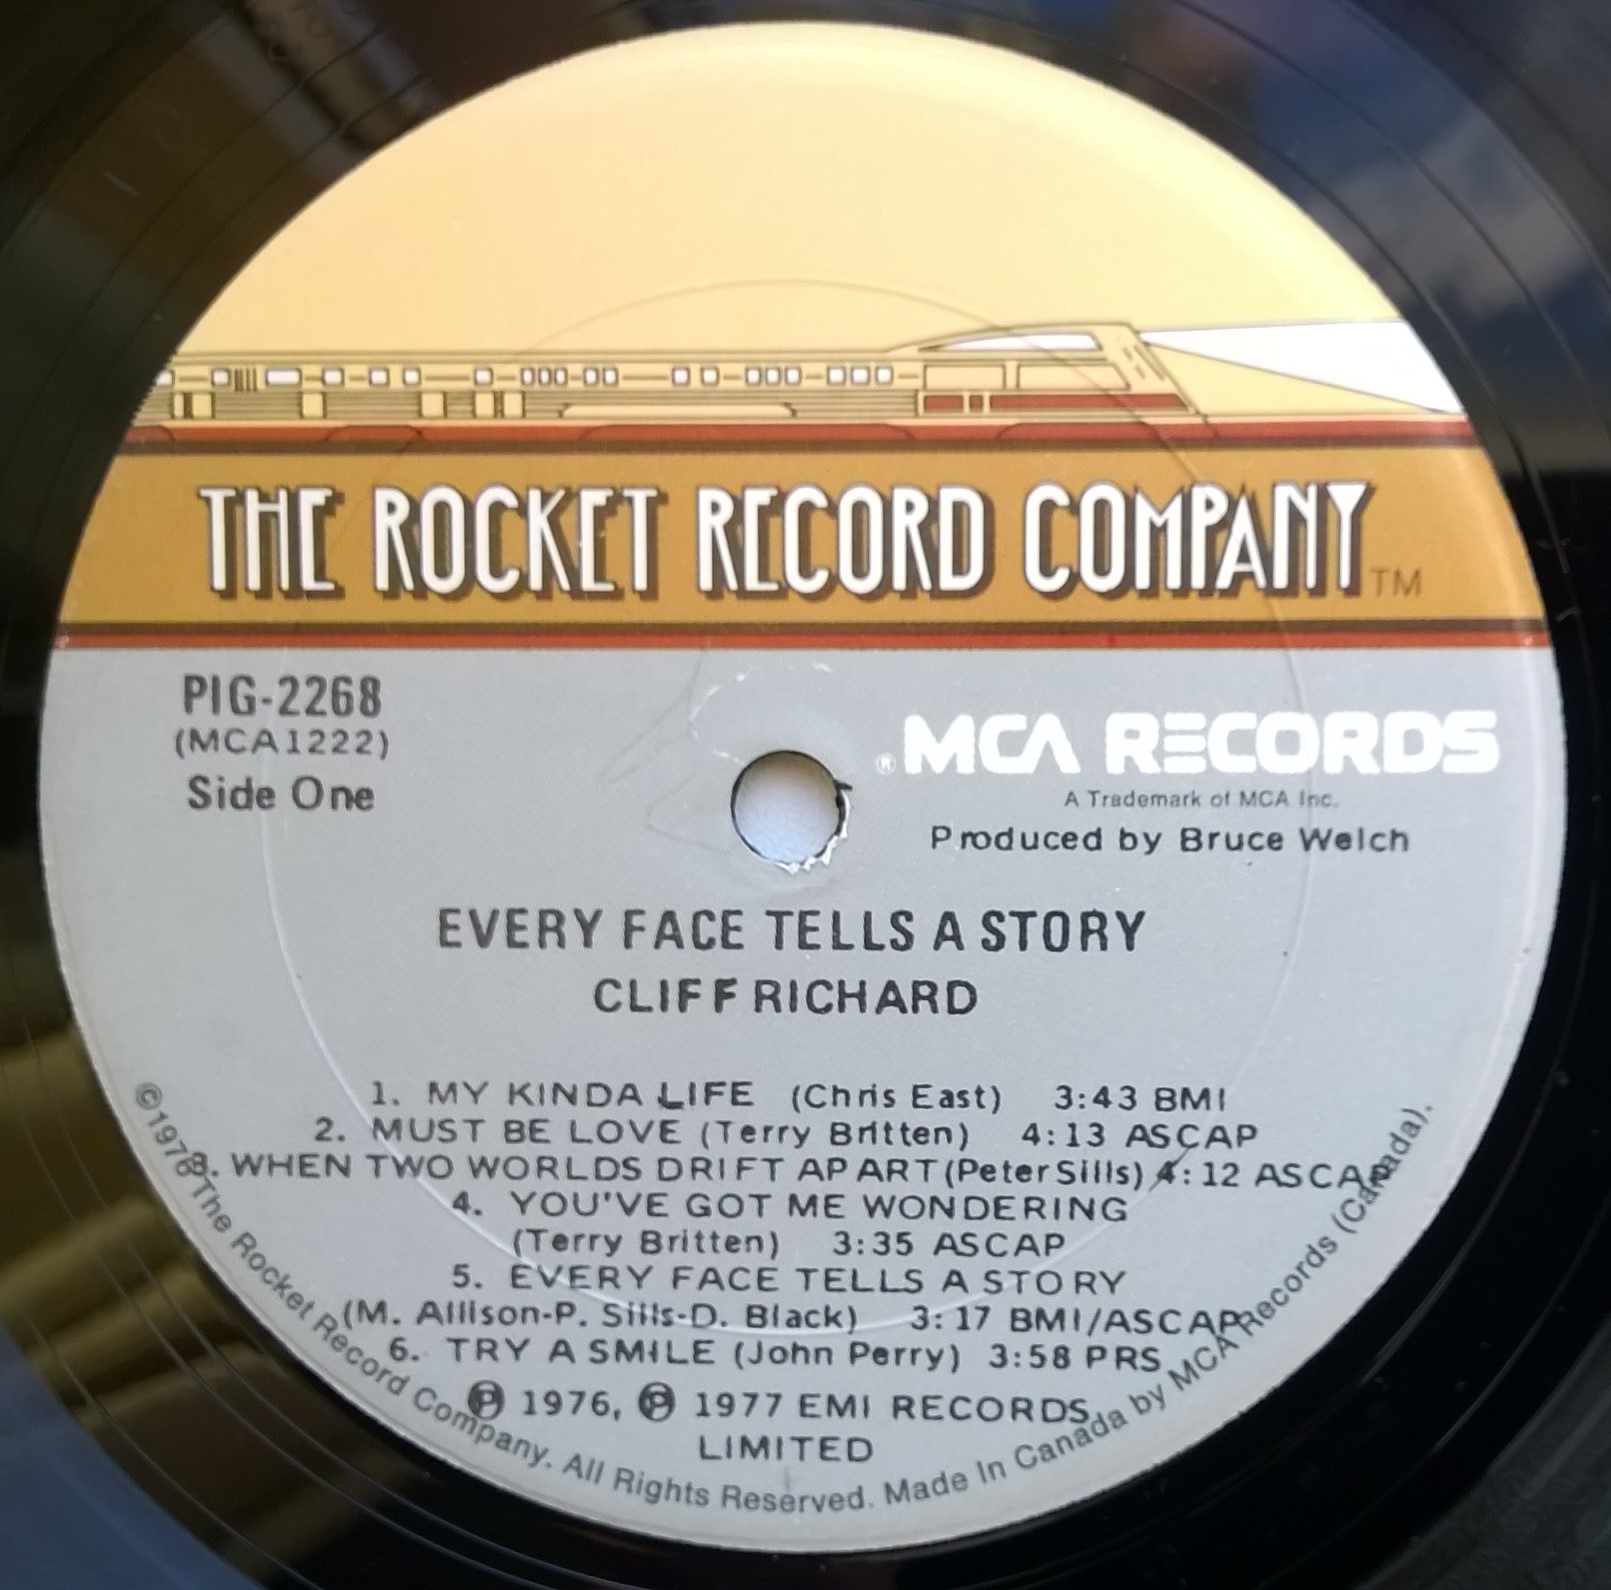 THE ROCKET RECORD COMPANY TM
PIG-2268
(MCA1222)
Side One
® MCA RECORDS
A Trademark of MCA Inc.
Produced by Bruce Welch
EVERY FACE TELLS A STORY
CLIFF RICHARD
1. MY KINDA LIFE (Chris East) 3:43 BMI
2. MUST BE LOVE (Terry Britten) 4:13 ASCAP
3. WHEN TWO WORLDS DRIFT APART (Peter Sills) 4:12 ASCAP
4. YOU'VE GOT ME WONDERING
(Terry Britten) 3:35 ASCAP
5. EVERY FACE TELLS A STORY
(M. Allison-P. Sills-D. Black) 3:17 BMI/ASCAP
6. TRY A SMILE (John Perry) 3:58 PRS
℗ 1976, ℗ 1977 EMI RECORDS
LIMITED
©1976 The Rocket Record Company. All Rights Reserved. Made In Canada by MCA Records (Canada).